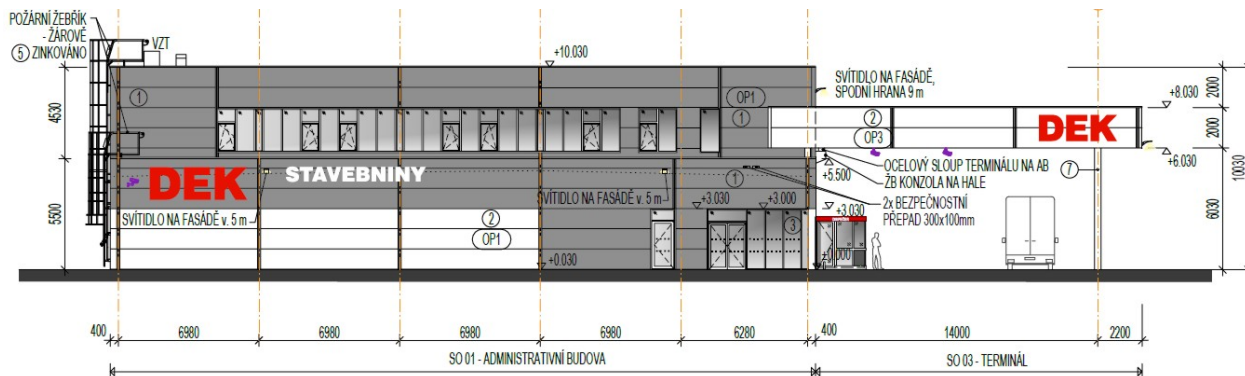 POŽÁRNÍ ŽEBŘÍK
- ŽÁROVĚ
5 ZINKOVÁNO
VZT
+10.030
SVÍTIDLO NA FASÁDĚ,
SPODNÍ HRANA 9 m
1
OP1
1
2
OP3
DEK
+8.030
+6.030
2000
2000
6030
10030
4530
5500
DEK
STAVEBNINY
SVÍTIDLO NA FASÁDĚ v. 5 m
SVÍTIDLO NA FASÁDĚ v. 5 m
1
OCELOVÝ SLOUP TERMINÁLU NA AB
+5.500
ŽB KONZOLA NA HALE
2x BEZPEČNOSTNÍ
PŘEPAD 300x100mm
7
2
OP1
+3.030
+3.000
+3.030
3
+0.030
±0.000
400
6980
6980
6980
6980
6280
400
14000
2200
SO 01 - ADMINISTRATIVNÍ BUDOVA
SO 03 - TERMINÁL